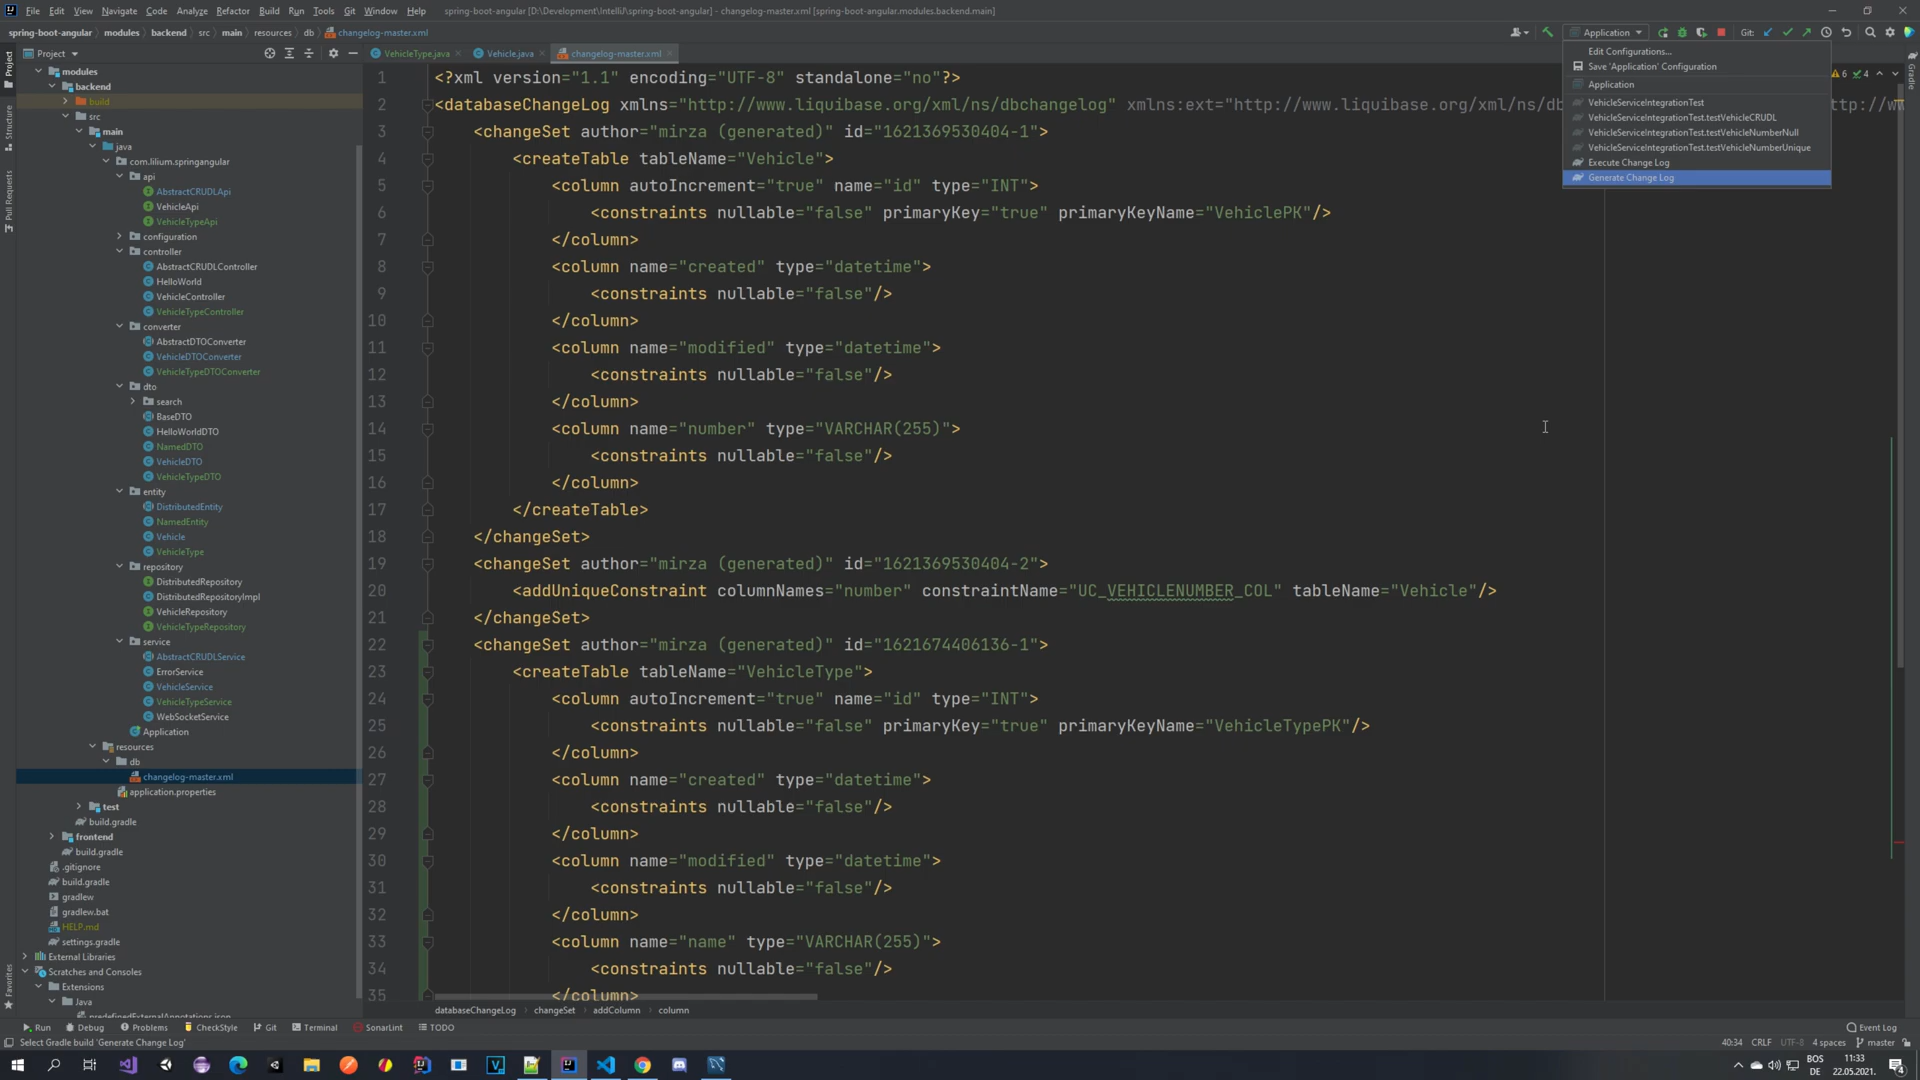 File Edit View Navigate Code Analyze Refactor Build Run Tools Git Window Help spring-boot-angular [D:\Development\IntelliJ\spring-boot-angular] - changelog-master.xml [spring-boot-angular.modules.backend.main]
spring-boot-angular modules backend src main resources db changelog-master.xml Application Git:
Project VehicleType.java Vehicle.java changelog-master.xml
Edit Configurations...
Save 'Application' Configuration
Application
VehicleServiceIntegrationTest
VehicleServiceIntegrationTest.testVehicleCRUDL
VehicleServiceIntegrationTest.testVehicleNumberNull
VehicleServiceIntegrationTest.testVehicleNumberUnique
Execute Change Log
Generate Change Log
6 4
Gradle
Project
Structure
Pull Requests
Favorites
modules
backend
build
src
main
java
com.lilium.springangular
api
AbstractCRUDLApi
VehicleApi
VehicleTypeApi
configuration
controller
AbstractCRUDLController
HelloWorld
VehicleController
VehicleTypeController
converter
AbstractDTOConverter
VehicleDTOConverter
VehicleTypeDTOConverter
dto
search
BaseDTO
HelloWorldDTO
NamedDTO
VehicleDTO
VehicleTypeDTO
entity
DistributedEntity
NamedEntity
Vehicle
VehicleType
repository
DistributedRepository
DistributedRepositoryImpl
VehicleRepository
VehicleTypeRepository
service
AbstractCRUDLService
ErrorService
VehicleService
VehicleTypeService
WebSocketService
Application
resources
db
changelog-master.xml
application.properties
test
build.gradle
frontend
build.gradle
.gitignore
build.gradle
gradlew
gradlew.bat
HELP.md
settings.gradle
External Libraries
Scratches and Consoles
Extensions
Java
predefinedExternalAnnotations.json
1 <?xml version="1.1" encoding="UTF-8" standalone="no"?>
2 <databaseChangeLog xmlns="http://www.liquibase.org/xml/ns/dbchangelog" xmlns:ext="http://www.liquibase.org/xml/ns/db ttp://ww
3 <changeSet author="mirza (generated)" id="1621369530404-1">
4 <createTable tableName="Vehicle">
5 <column autoIncrement="true" name="id" type="INT">
6 <constraints nullable="false" primaryKey="true" primaryKeyName="VehiclePK"/>
7 </column>
8 <column name="created" type="datetime">
9 <constraints nullable="false"/>
10 </column>
11 <column name="modified" type="datetime">
12 <constraints nullable="false"/>
13 </column>
14 <column name="number" type="VARCHAR(255)">
15 <constraints nullable="false"/>
16 </column>
17 </createTable>
18 </changeSet>
19 <changeSet author="mirza (generated)" id="1621369530404-2">
20 <addUniqueConstraint columnNames="number" constraintName="UC_VEHICLENUMBER_COL" tableName="Vehicle"/>
21 </changeSet>
22 <changeSet author="mirza (generated)" id="1621674406136-1">
23 <createTable tableName="VehicleType">
24 <column autoIncrement="true" name="id" type="INT">
25 <constraints nullable="false" primaryKey="true" primaryKeyName="VehicleTypePK"/>
26 </column>
27 <column name="created" type="datetime">
28 <constraints nullable="false"/>
29 </column>
30 <column name="modified" type="datetime">
31 <constraints nullable="false"/>
32 </column>
33 <column name="name" type="VARCHAR(255)">
34 <constraints nullable="false"/>
35 </column>
databaseChangeLog changeSet addColumn column
Run Debug Problems CheckStyle Git Terminal SonarLint TODO Event Log
Select Gradle build 'Generate Change Log' 40:34 CRLF UTF-8 4 spaces master
BOS 11:33
DE 22.05.2021. 4